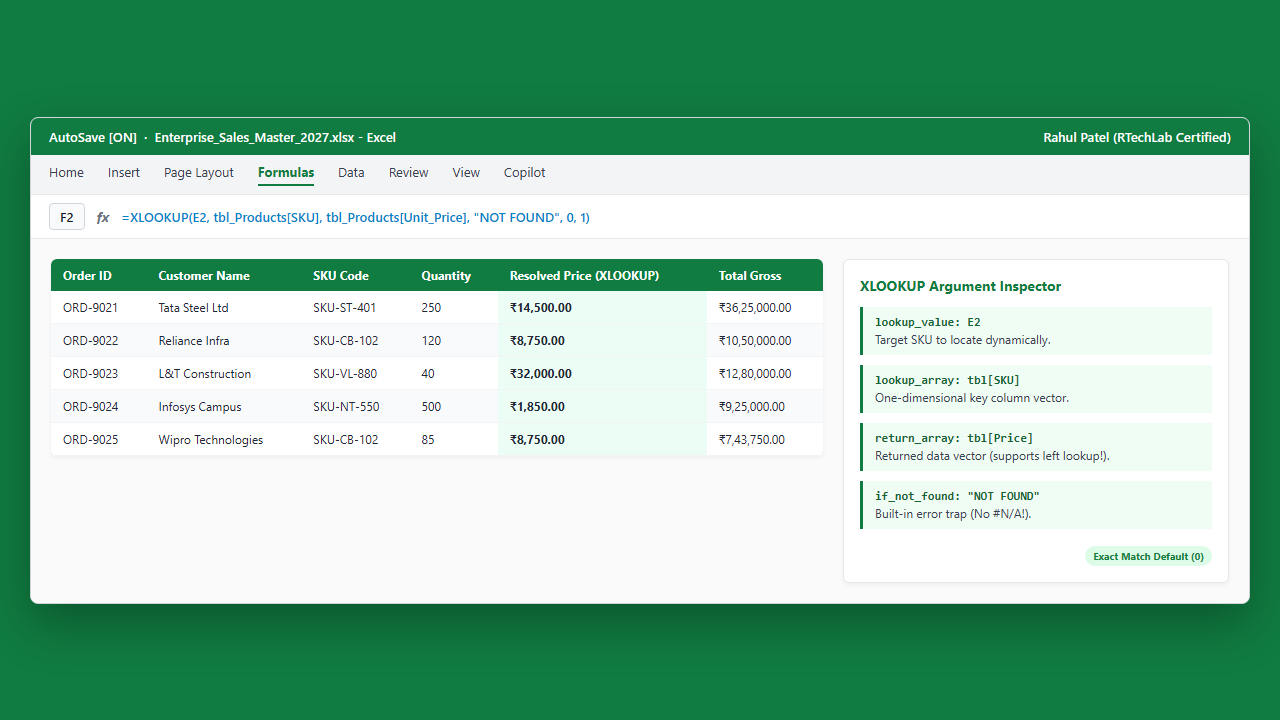 AutoSave [ON] · Enterprise_Sales_Master_2027.xlsx - Excel
Rahul Patel (RTechLab Certified)
Home Insert Page Layout Formulas Data Review View Copilot
F2 fx =XLOOKUP(E2, tbl_Products[SKU], tbl_Products[Unit_Price], "NOT FOUND", 0, 1)
Order ID Customer Name SKU Code Quantity Resolved Price (XLOOKUP) Total Gross
ORD-9021 Tata Steel Ltd SKU-ST-401 250 ₹14,500.00 ₹36,25,000.00
ORD-9022 Reliance Infra SKU-CB-102 120 ₹8,750.00 ₹10,50,000.00
ORD-9023 L&T Construction SKU-VL-880 40 ₹32,000.00 ₹12,80,000.00
ORD-9024 Infosys Campus SKU-NT-550 500 ₹1,850.00 ₹9,25,000.00
ORD-9025 Wipro Technologies SKU-CB-102 85 ₹8,750.00 ₹7,43,750.00
XLOOKUP Argument Inspector
lookup_value: E2
Target SKU to locate dynamically.
lookup_array: tbl[SKU]
One-dimensional key column vector.
return_array: tbl[Price]
Returned data vector (supports left lookup!).
if_not_found: "NOT FOUND"
Built-in error trap (No #N/A!).
Exact Match Default (0)